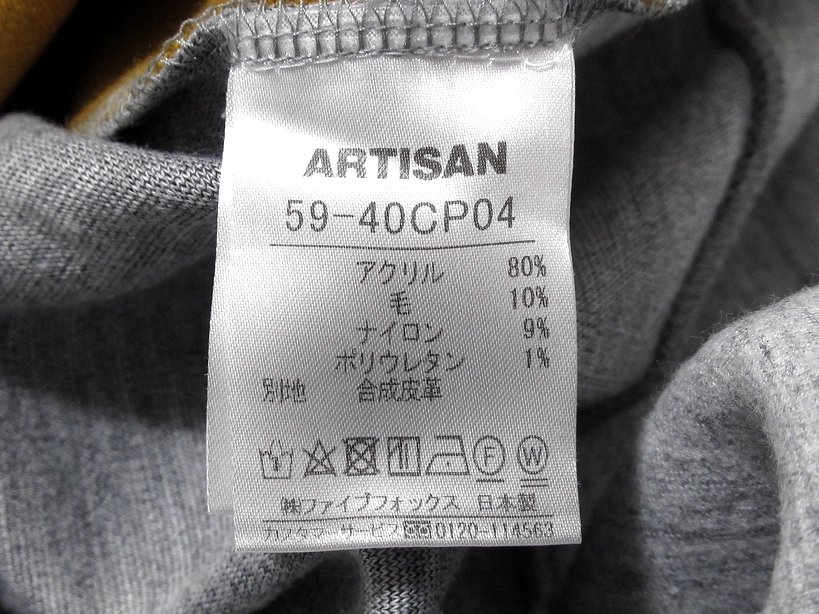 ARTISAN
59-40CP04
アクリル 80%
毛 10%
ナイロン 9%
ポリウレタン 1%
別地 合成皮革
F W
㈱ファイブフォックス 日本製
カスタマーサービス 0120-114563